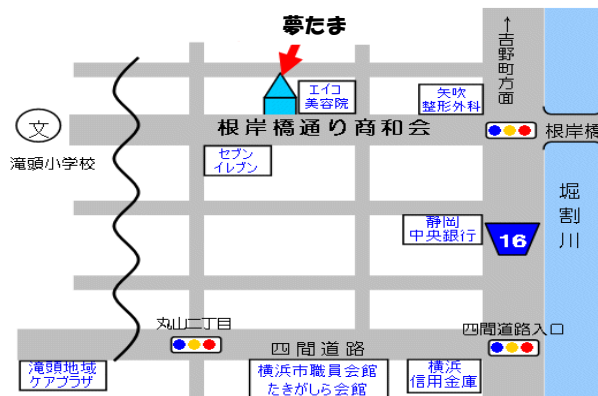 夢たま
↑吉野町方面
エイコ
美容院
矢吹
整形外科
文
根岸橋通り商和会
根岸橋
滝頭小学校
セブン
イレブン
堀割川
静岡
中央銀行
16
丸山二丁目
四間道路入口
四間道路
滝頭地域
ケアプラザ
横浜市職員会館
たきがしら会館
横浜
信用金庫